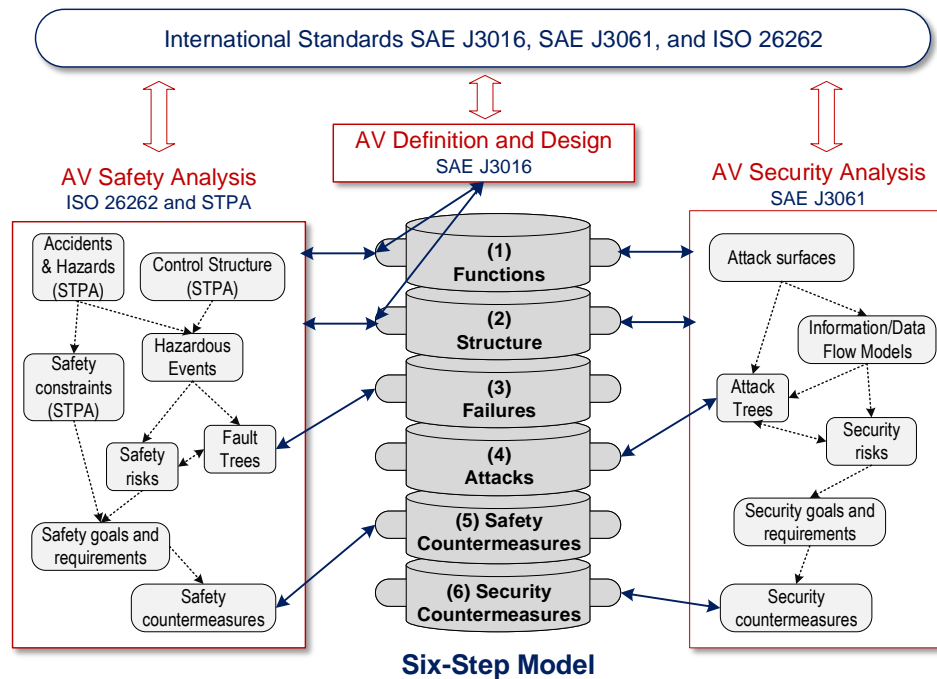 International Standards SAE J3016, SAE J3061, and ISO 26262
AV Definition and Design
SAE J3016
AV Safety Analysis
ISO 26262 and STPA
AV Security Analysis
SAE J3061
Accidents
& Hazards
(STPA)
Control Structure
(STPA)
Hazardous
Events
Safety
constraints
(STPA)
Fault
Trees
Safety
risks
Safety goals and
requirements
Safety
countermeasures
(1)
Functions
(2)
Structure
(3)
Failures
(4)
Attacks
(5) Safety
Countermeasures
(6) Security
Countermeasures
Six-Step Model
Attack surfaces
Information/Data
Flow Models
Attack
Trees
Security
risks
Security goals and
requirements
Security
countermeasures